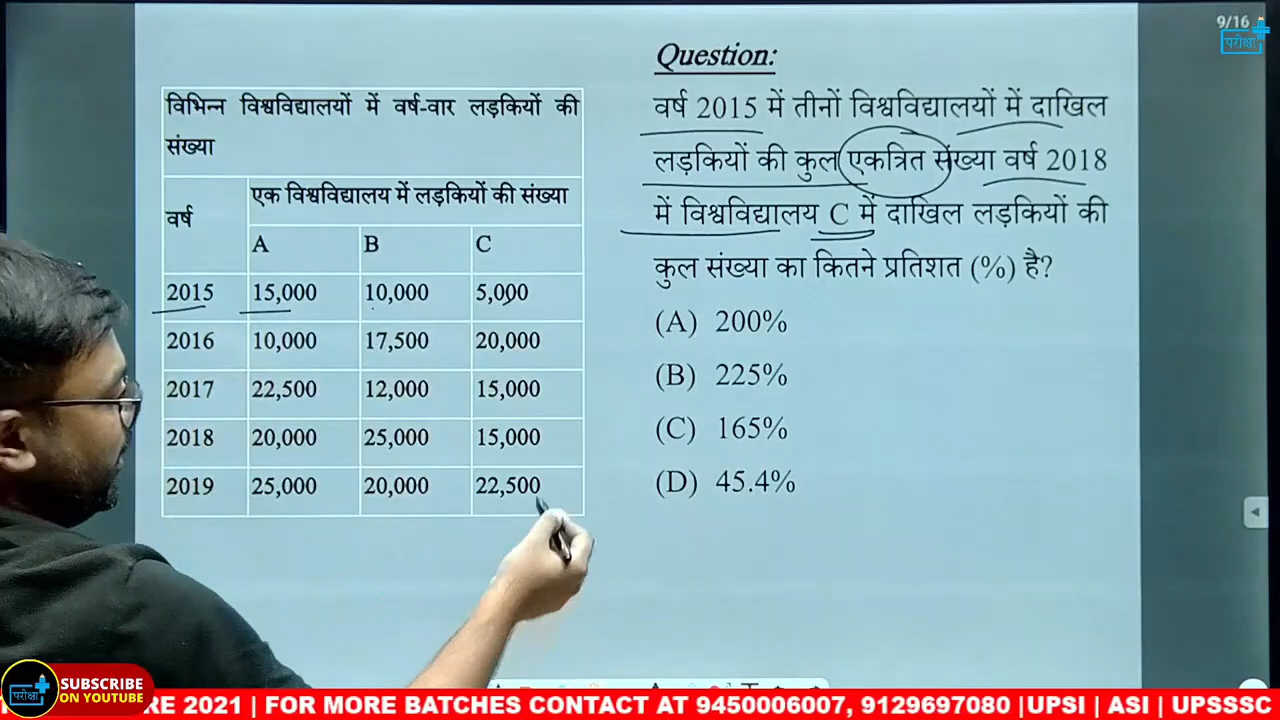 9/16
परीक्षा
Question:
वर्ष 2015 में तीनों विश्वविद्यालयों में दाखिल
लड़कियों की कुल एकत्रित संख्या वर्ष 2018
में विश्वविद्यालय C में दाखिल लड़कियों की
कुल संख्या का कितने प्रतिशत (%) है?
(A) 200%
(B) 225%
(C) 165%
(D) 45.4%
विभिन्न विश्वविद्यालयों में वर्ष-वार लड़कियों की
संख्या
वर्ष
एक विश्वविद्यालय में लड़कियों की संख्या
A B C
2015 15,000 10,000 5,000
2016 10,000 17,500 20,000
2017 22,500 12,000 15,000
2018 20,000 25,000 15,000
2019 25,000 20,000 22,500
परीक्षा
SUBSCRIBE
ON YOUTUBE
RE 2021 | FOR MORE BATCHES CONTACT AT 9450006007, 9129697080 |UPSI | ASI | UPSSSC